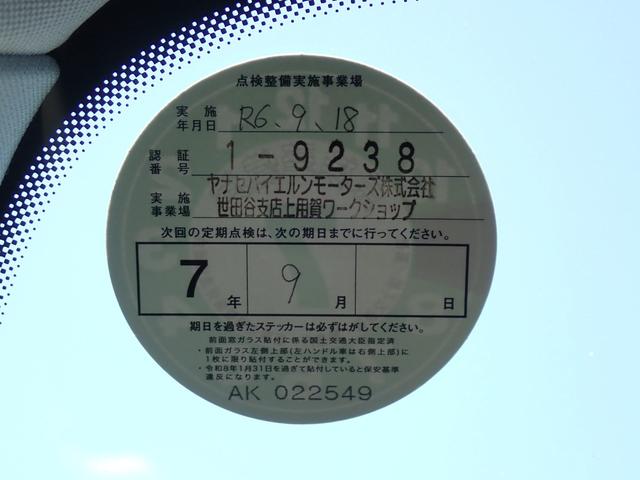 点検整備実施事業場
実施年月日 R6、9、18
認証番号 1-9238
実施事業場 ヤナセバイエルンモーターズ株式会社
世田谷支店上用賀ワークショップ
次回の定期点検は、次の期日までに行ってください。
7年 9月 日
期日を過ぎたステッカーは必ずはがしてください。
前面窓ガラス貼付に係る国土交通大臣指定済
・前面ガラス左側上部(左ハンドル車は右側上部)に
1枚に限り貼付することができます。
・令和8年1月31日を過ぎて貼付していると保安基準
違反になります。
AK 022549